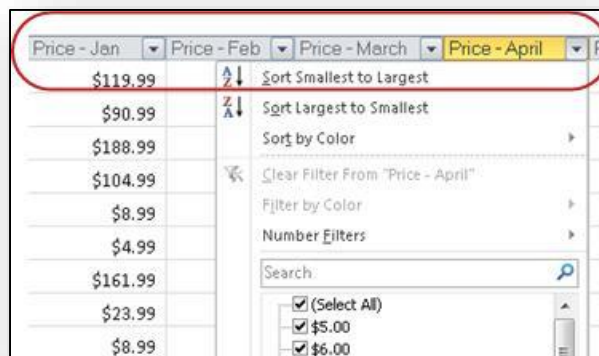 Price - Jan Price - Feb Price - March Price - April
$119.99 Sort Smallest to Largest
$90.99 Sort Largest to Smallest
$188.99 Sort by Color
$104.99 Clear Filter From "Price - April"
$8.99 Filter by Color
$4.99 Number Filters
$161.99 Search
$23.99 (Select All)
$5.00
$8.99 $6.00